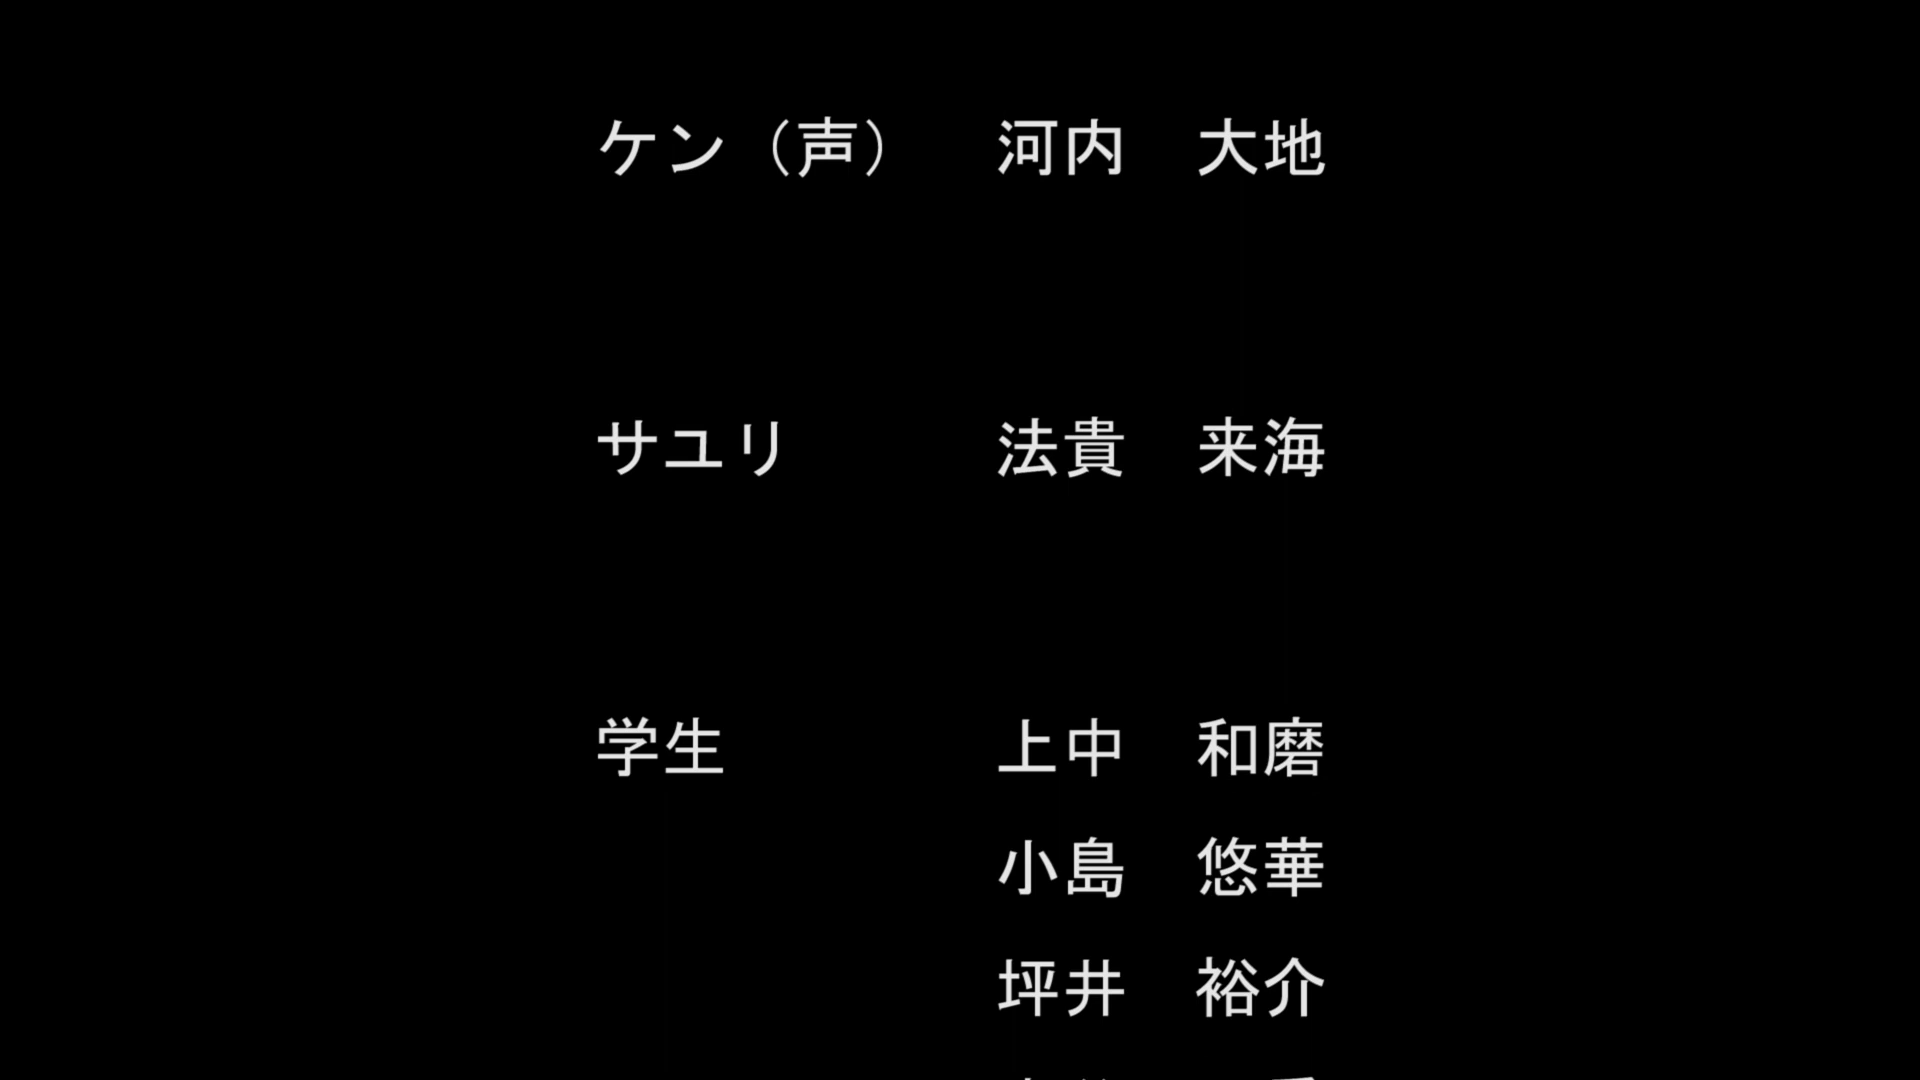 ケン（声）　河内　大地
サユリ　法貴　来海
学生　上中　和磨
小島　悠華
坪井　裕介